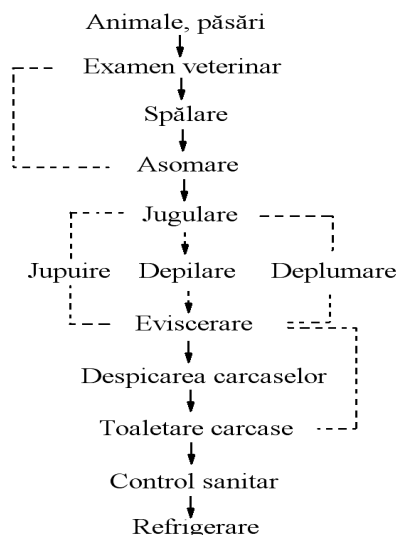 Animale, păsări
Examen veterinar
Spălare
Asomare
Jugulare
Jupuire Depilare Deplumare
Eviscerare
Despicarea carcaselor
Toaletare carcase
Control sanitar
Refrigerare